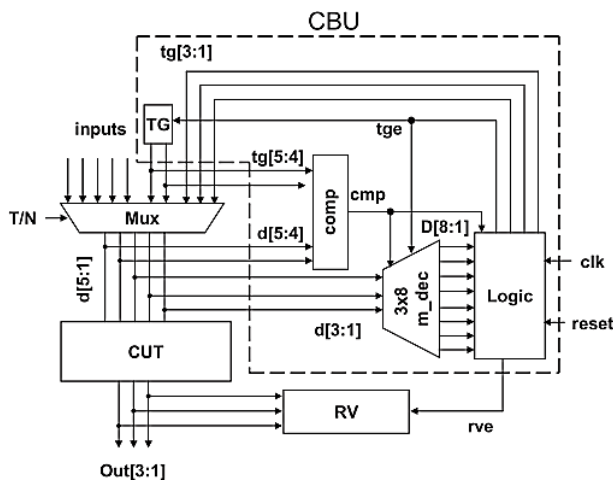 CBU
tg[3:1]
TG
inputs
tge
tg[5:4]
comp
cmp
T/N
Mux
D[8:1]
d[5:4]
d[5:1]
3x8
m_dec
Logic
clk
reset
d[3:1]
CUT
RV
rve
Out[3:1]